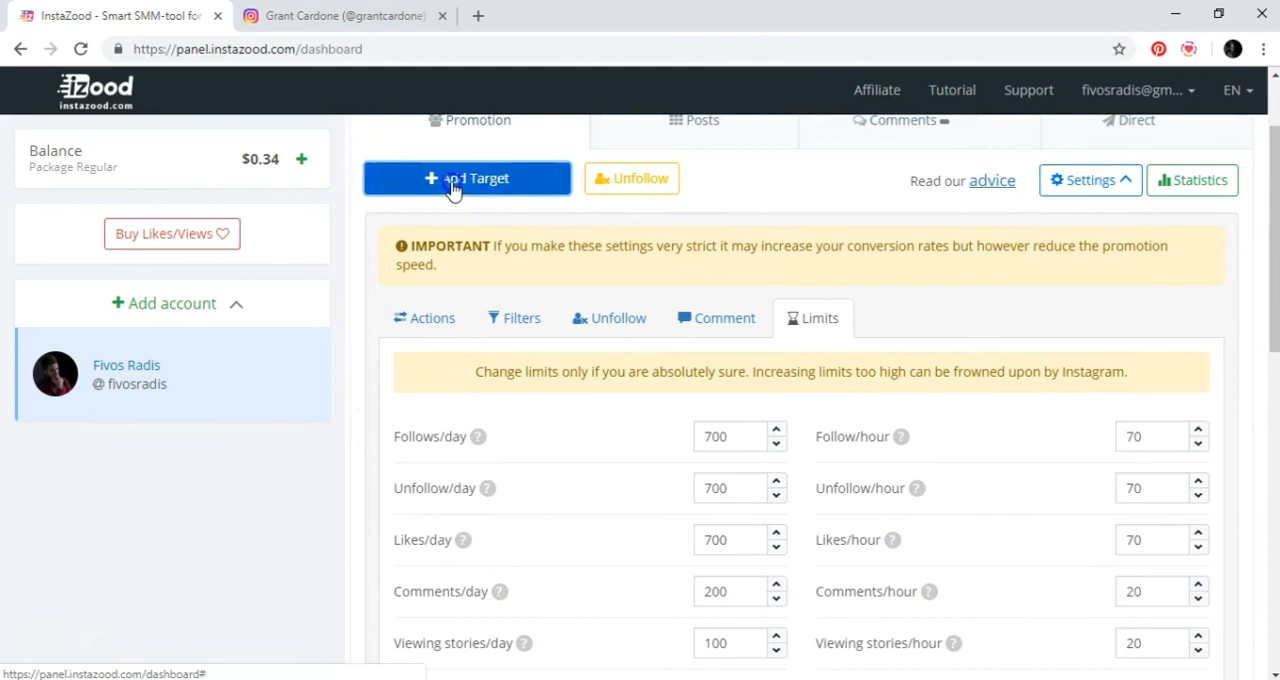 InstaZood - Smart SMM-tool for
Grant Cardone (@grantcardone)
https://panel.instazood.com/dashboard
iZood
instazood.com
Affiliate
Tutorial
Support
fivosradis@gm...
EN
Balance
Package Regular
$0.34
Buy Likes/Views
Add account
Fivos Radis
@ fivosradis
Promotion
Posts
Comments
Direct
Target
Unfollow
Read our advice
Settings
Statistics
IMPORTANT If you make these settings very strict it may increase your conversion rates but however reduce the promotion
speed.
Actions
Filters
Unfollow
Comment
Limits
Change limits only if you are absolutely sure. Increasing limits too high can be frowned upon by Instagram.
Follows/day ? 700 Follow/hour ? 70
Unfollow/day ? 700 Unfollow/hour ? 70
Likes/day ? 700 Likes/hour ? 70
Comments/day ? 200 Comments/hour ? 20
Viewing stories/day ? 100 Viewing stories/hour ? 20
https://panel.instazood.com/dashboard#